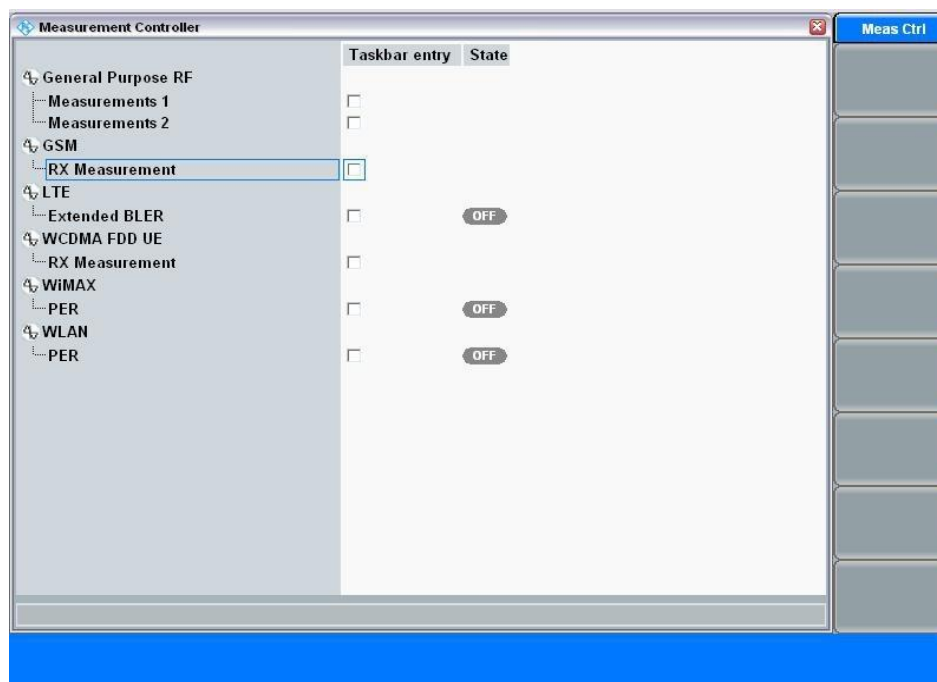 Measurement Controller
Meas Ctrl
Taskbar entry State
General Purpose RF
Measurements 1
Measurements 2
GSM
RX Measurement
LTE
Extended BLER OFF
WCDMA FDD UE
RX Measurement
WiMAX
PER OFF
WLAN
PER OFF